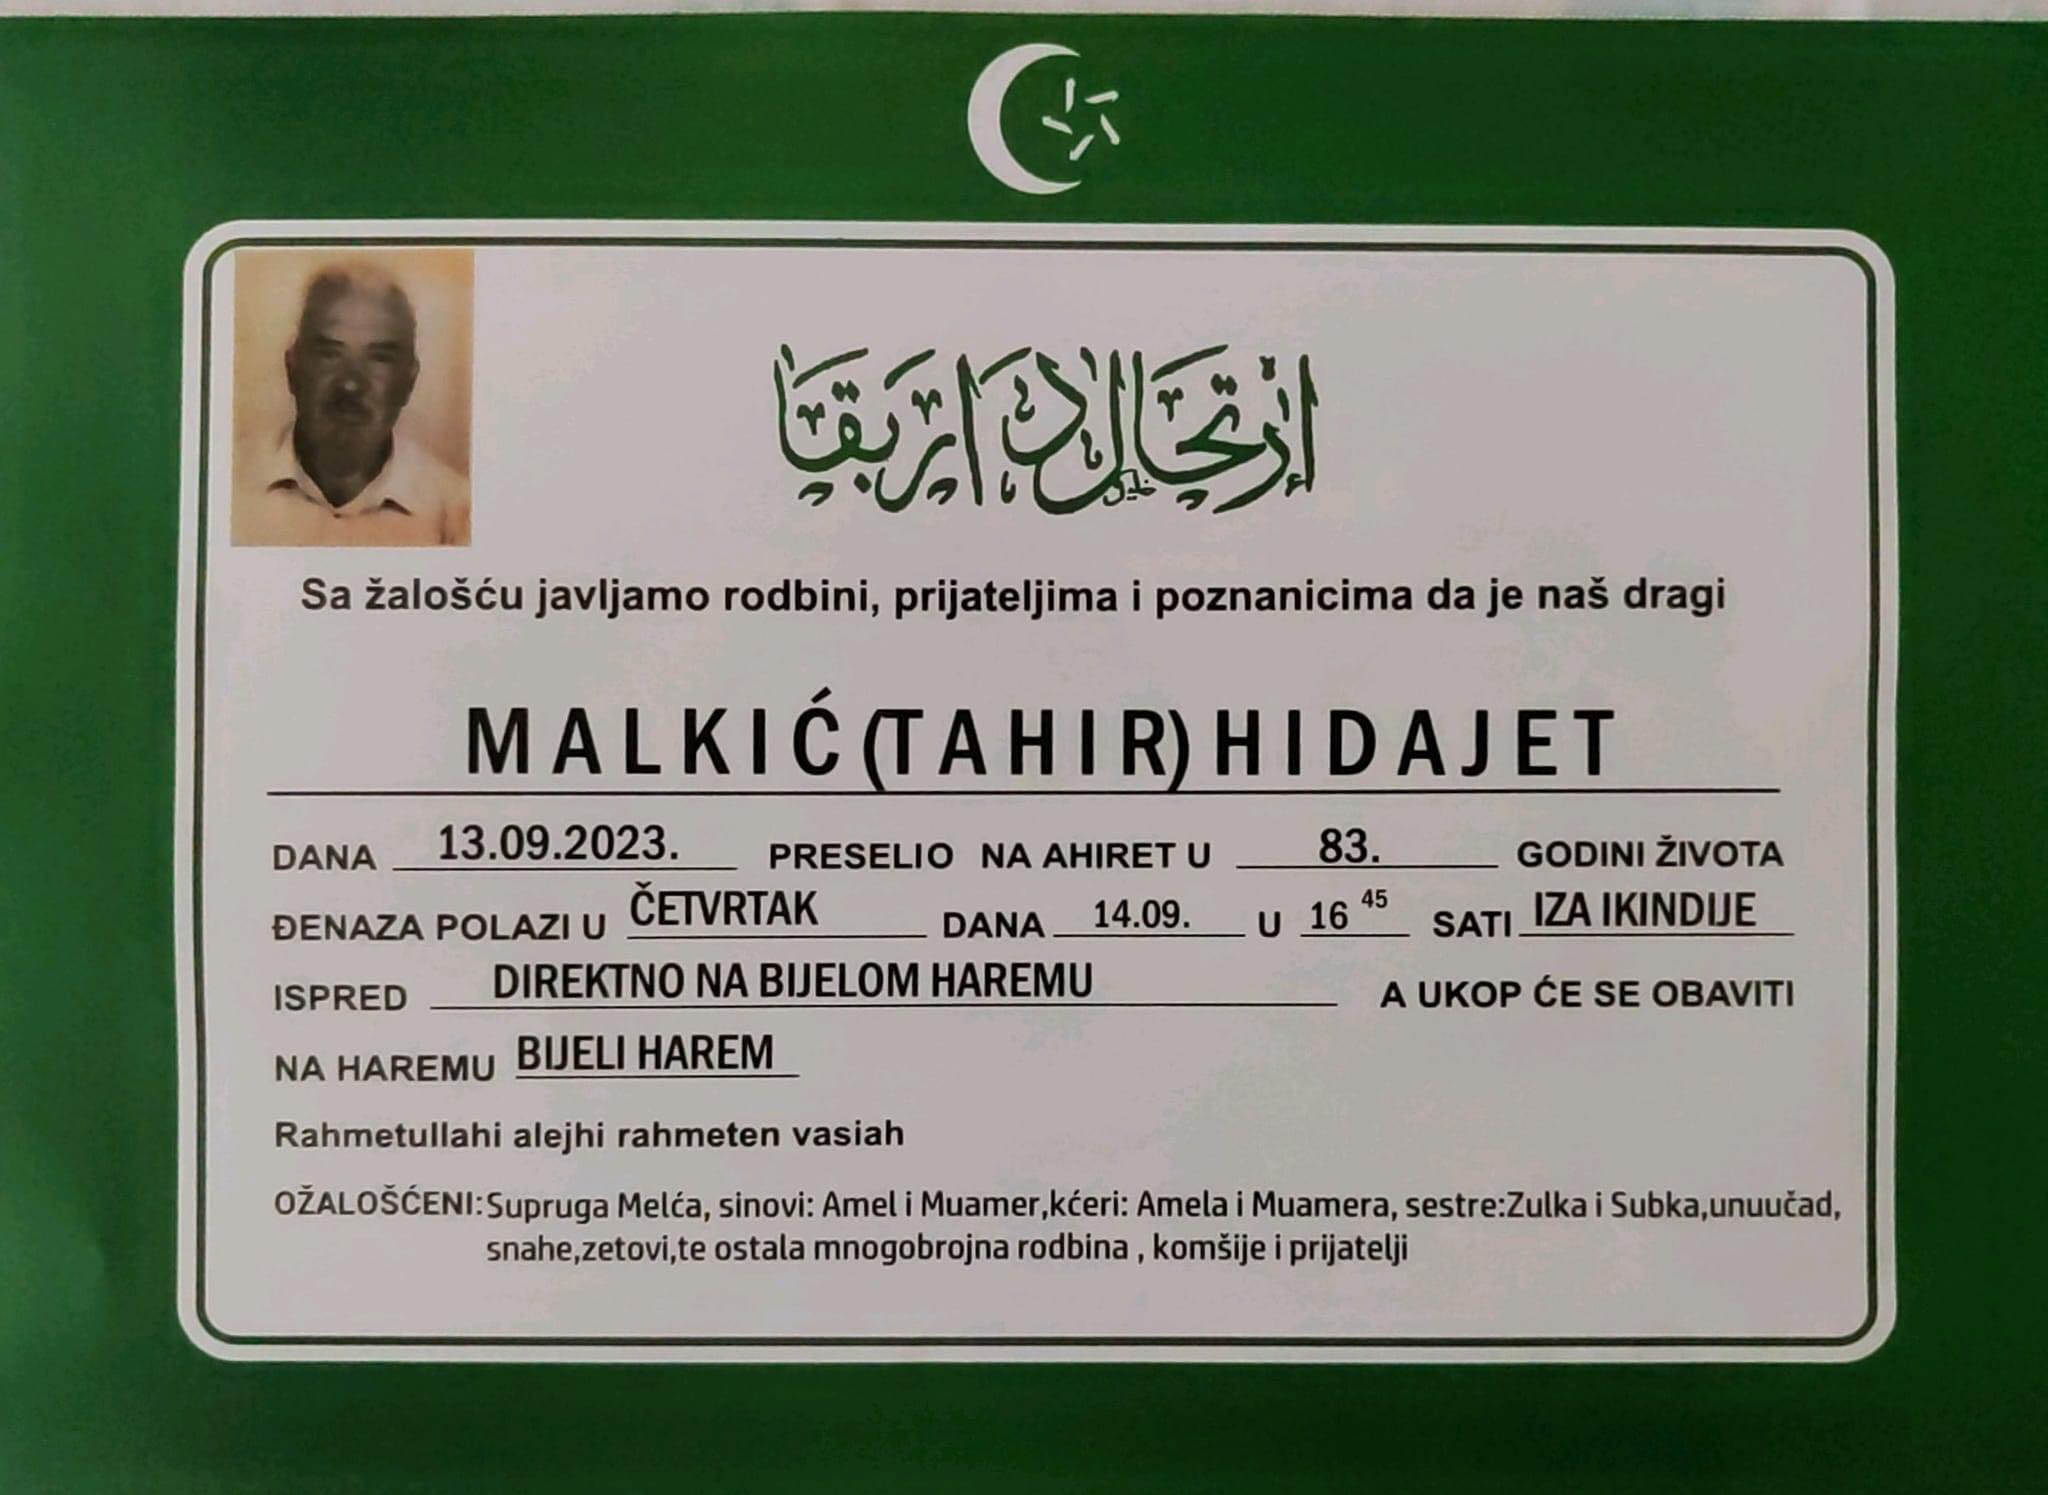 إرتحال دار بقا
Sa žalošću javljamo rodbini, prijateljima i poznanicima da je naš dragi
MALKIĆ (TAHIR) HIDAJET
DANA 13.09.2023. PRESELIO NA AHIRET U 83. GODINI ŽIVOTA
ĐENAZA POLAZI U ČETVRTAK DANA 14.09. U 16 45 SATI IZA IKINDIJE
ISPRED DIREKTNO NA BIJELOM HAREMU A UKOP ĆE SE OBAVITI
NA HAREMU BIJELI HAREM
Rahmetullahi alejhi rahmeten vasiah
OŽALOŠĆENI: Supruga Melća, sinovi: Amel i Muamer,kćeri: Amela i Muamera, sestre:Zulka i Subka,unuučad,
snahe,zetovi,te ostala mnogobrojna rodbina , komšije i prijatelji